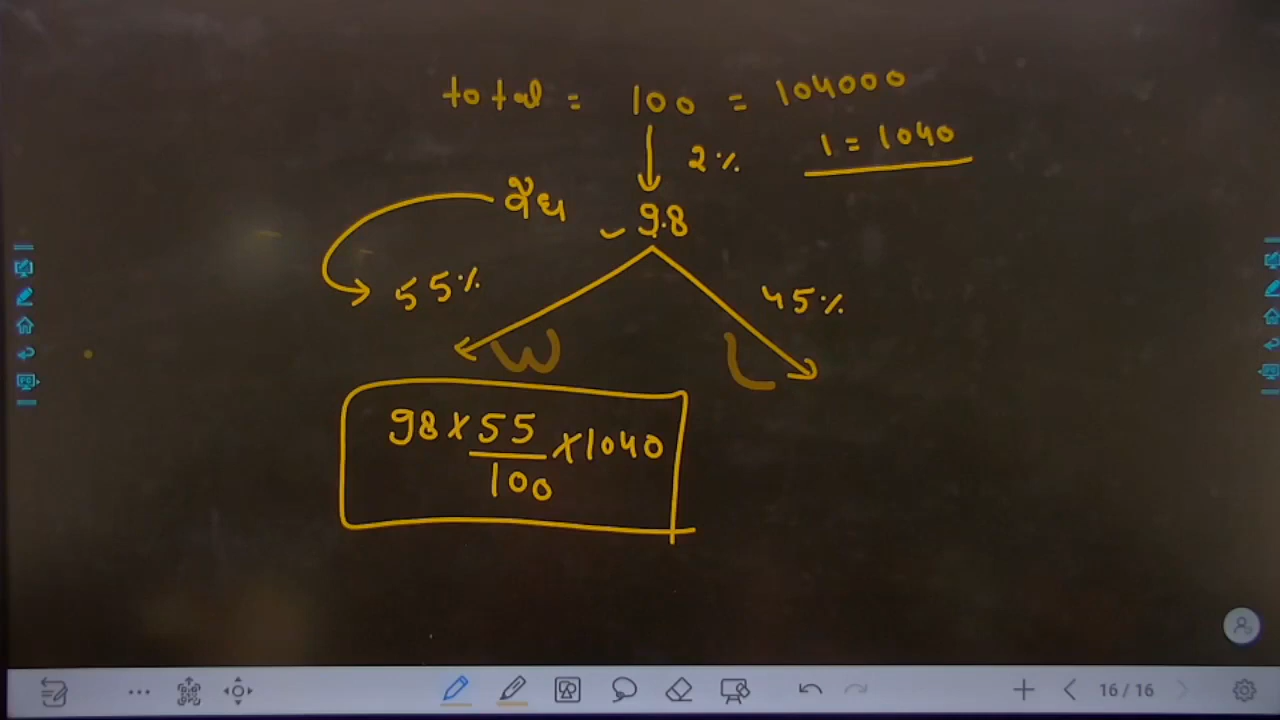 total = 100 = 104000
2% 1 = 1040
वैध 98
55% 45%
W L
98 × 55/100 × 1040
16 / 16